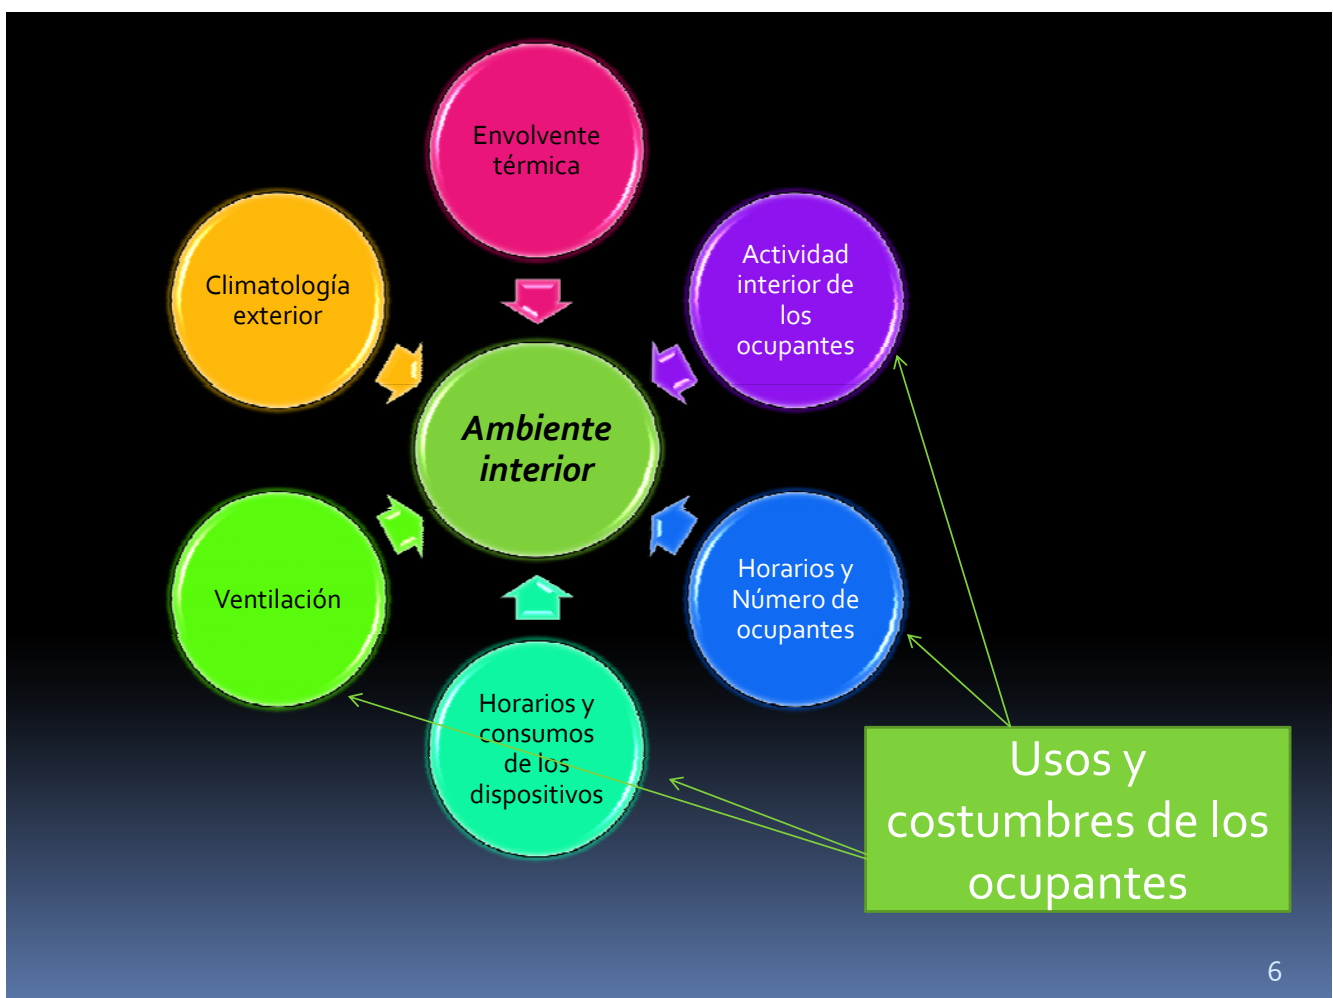 Envolvente
térmica
Actividad
interior de
los
ocupantes
Climatología
exterior
Ambiente
interior
Horarios y
Número de
ocupantes
Ventilación
Horarios y
consumos
de los
dispositivos
Usos y
costumbres de los
ocupantes
6